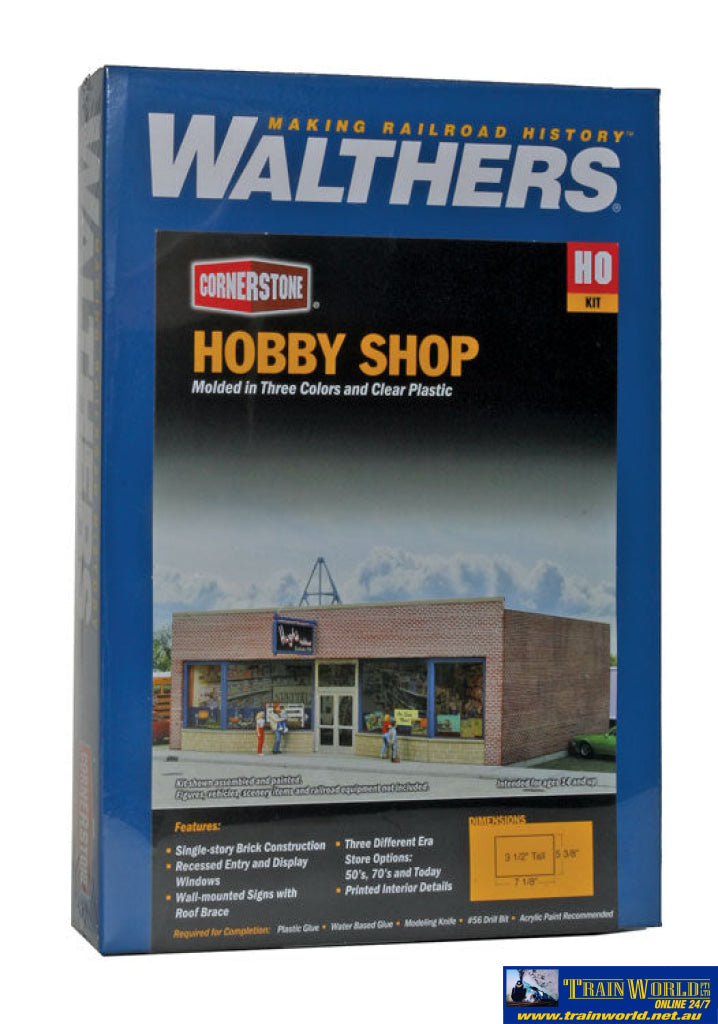 MAKING RAILROAD HISTORY™
WALTHERS®
WALTHERS
CORNERSTONE®
HO
KIT
HOBBY SHOP
Molded in Three Colors and Clear Plastic
Kit shown assembled and painted.
Figures, vehicles, scenery items and railroad equipment not included.
Intended for ages 14 and up
CORNERSTONE
Features:
• Single-story Brick Construction
• Recessed Entry and Display
Windows
• Wall-mounted Signs with
Roof Brace
• Three Different Era
Store Options:
50's, 70's and Today
• Printed Interior Details
DIMENSIONS
3 1/2" Tall
5 3/8"
7 1/8"
Required for Completion: Plastic Glue • Water Based Glue • Modeling Knife • #56 Drill Bit • Acrylic Paint Recommended
TRAIN WORLD
ONLINE 24/7
www.trainworld.net.au